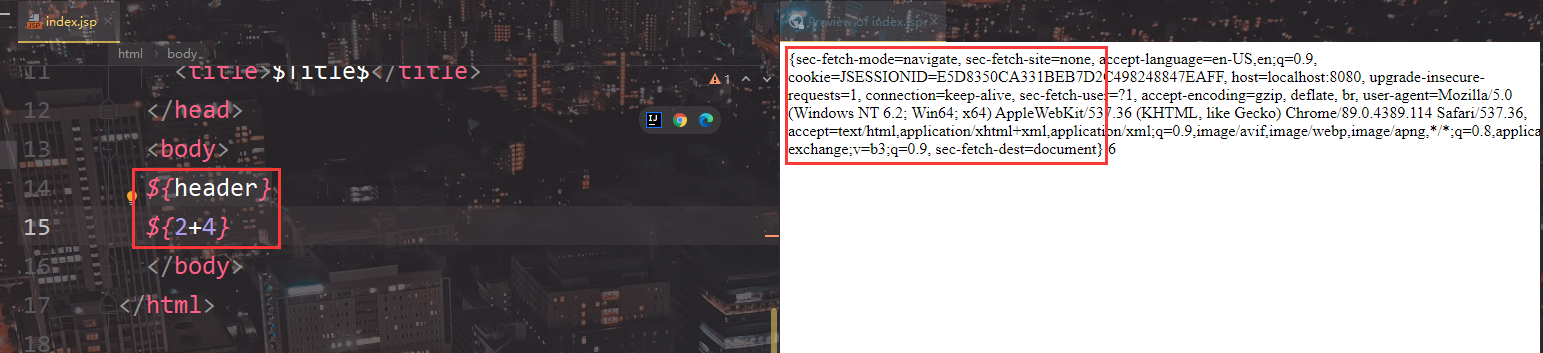 index.jsp
html
body
11
<title>$Title$</title>
1
12
</head>
13
<body>
14
${header}
15
${2+4}
16
</body>
17
</html>
18
Preview of index.jsp
{sec-fetch-mode=navigate, sec-fetch-site=none, accept-language=en-US,en;q=0.9,
cookie=JSESSIONID=E5D8350CA331BEB7D2C498248847EAFF, host=localhost:8080, upgrade-insecure-
requests=1, connection=keep-alive, sec-fetch-user=?1, accept-encoding=gzip, deflate, br, user-agent=Mozilla/5.0
(Windows NT 6.2; Win64; x64) AppleWebKit/537.36 (KHTML, like Gecko) Chrome/89.0.4389.114 Safari/537.36,
accept=text/html,application/xhtml+xml,application/xml;q=0.9,image/avif,image/webp,image/apng,*/*;q=0.8,applica
exchange;v=b3;q=0.9, sec-fetch-dest=document} 6